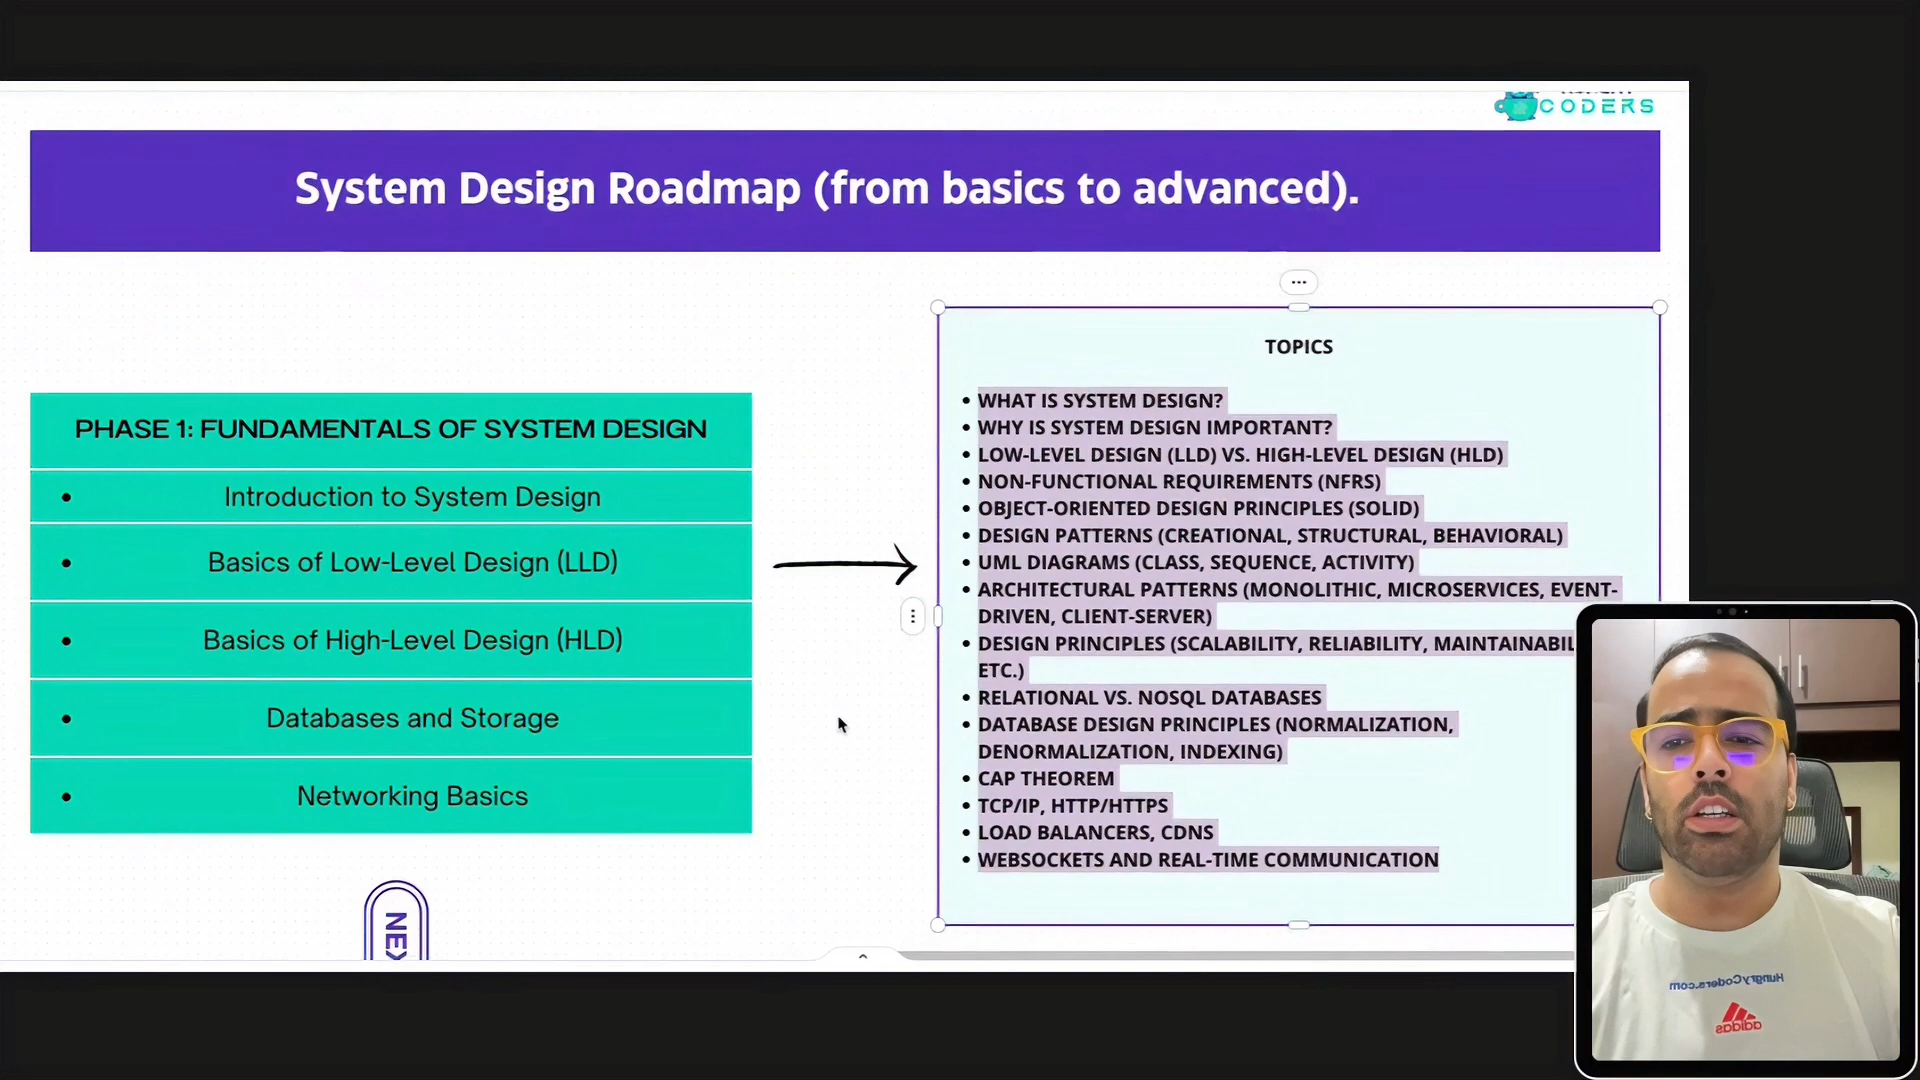 CODERS
System Design Roadmap (from basics to advanced).
PHASE 1: FUNDAMENTALS OF SYSTEM DESIGN
• Introduction to System Design
• Basics of Low-Level Design (LLD)
• Basics of High-Level Design (HLD)
• Databases and Storage
• Networking Basics
TOPICS
• WHAT IS SYSTEM DESIGN?
• WHY IS SYSTEM DESIGN IMPORTANT?
• LOW-LEVEL DESIGN (LLD) VS. HIGH-LEVEL DESIGN (HLD)
• NON-FUNCTIONAL REQUIREMENTS (NFRS)
• OBJECT-ORIENTED DESIGN PRINCIPLES (SOLID)
• DESIGN PATTERNS (CREATIONAL, STRUCTURAL, BEHAVIORAL)
• UML DIAGRAMS (CLASS, SEQUENCE, ACTIVITY)
• ARCHITECTURAL PATTERNS (MONOLITHIC, MICROSERVICES, EVENT-
DRIVEN, CLIENT-SERVER)
• DESIGN PRINCIPLES (SCALABILITY, RELIABILITY, MAINTAINABIL
ETC.)
• RELATIONAL VS. NOSQL DATABASES
• DATABASE DESIGN PRINCIPLES (NORMALIZATION,
DENORMALIZATION, INDEXING)
• CAP THEOREM
• TCP/IP, HTTP/HTTPS
• LOAD BALANCERS, CDNS
• WEBSOCKETS AND REAL-TIME COMMUNICATION
NEX
HungryCoders.com
adidas